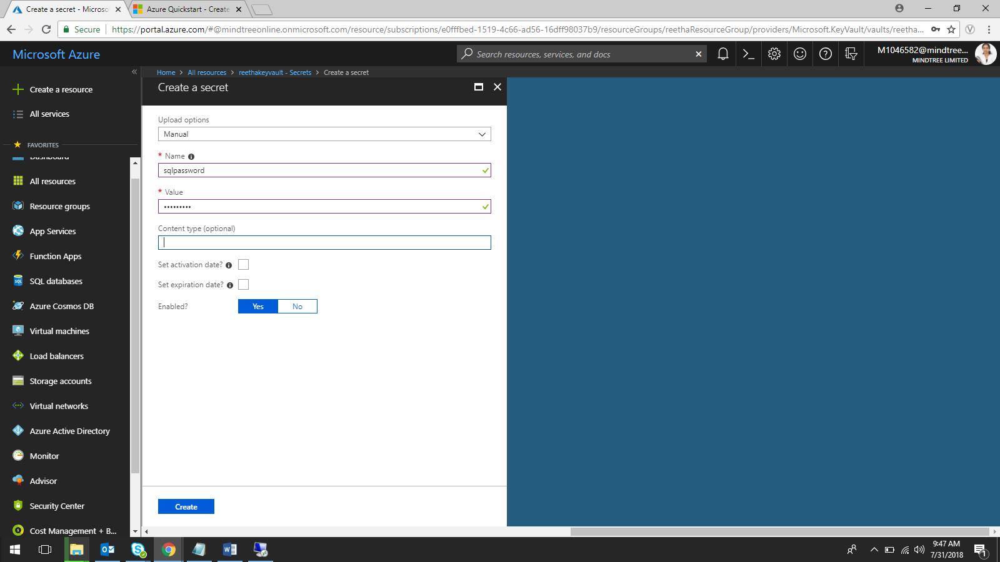 Create a secret - Microso
Azure Quickstart - Create
Secure
https://portal.azure.com/#@mindtreeonline.onmicrosoft.com/resource/subscriptions/e0fffbed-1519-4c66-ad56-16dff98037b9/resourceGroups/reethaResourceGroup/providers/Microsoft.KeyVault/vaults/reetha...
Microsoft Azure
Search resources, services, and docs
M1046582@mindtree...
MINDTREE LIMITED
Home > All resources > reethakeyvault - Secrets > Create a secret
Create a secret
Create a resource
All services
FAVORITES
Dashboard
All resources
Resource groups
App Services
Function Apps
SQL databases
Azure Cosmos DB
Virtual machines
Load balancers
Storage accounts
Virtual networks
Azure Active Directory
Monitor
Advisor
Security Center
Cost Management + B...
Upload options
Manual
* Name
sqlpassword
* Value
•••••••••
Content type (optional)
Set activation date?
Set expiration date?
Enabled?
Yes
No
Create
9:47 AM
7/31/2018
1